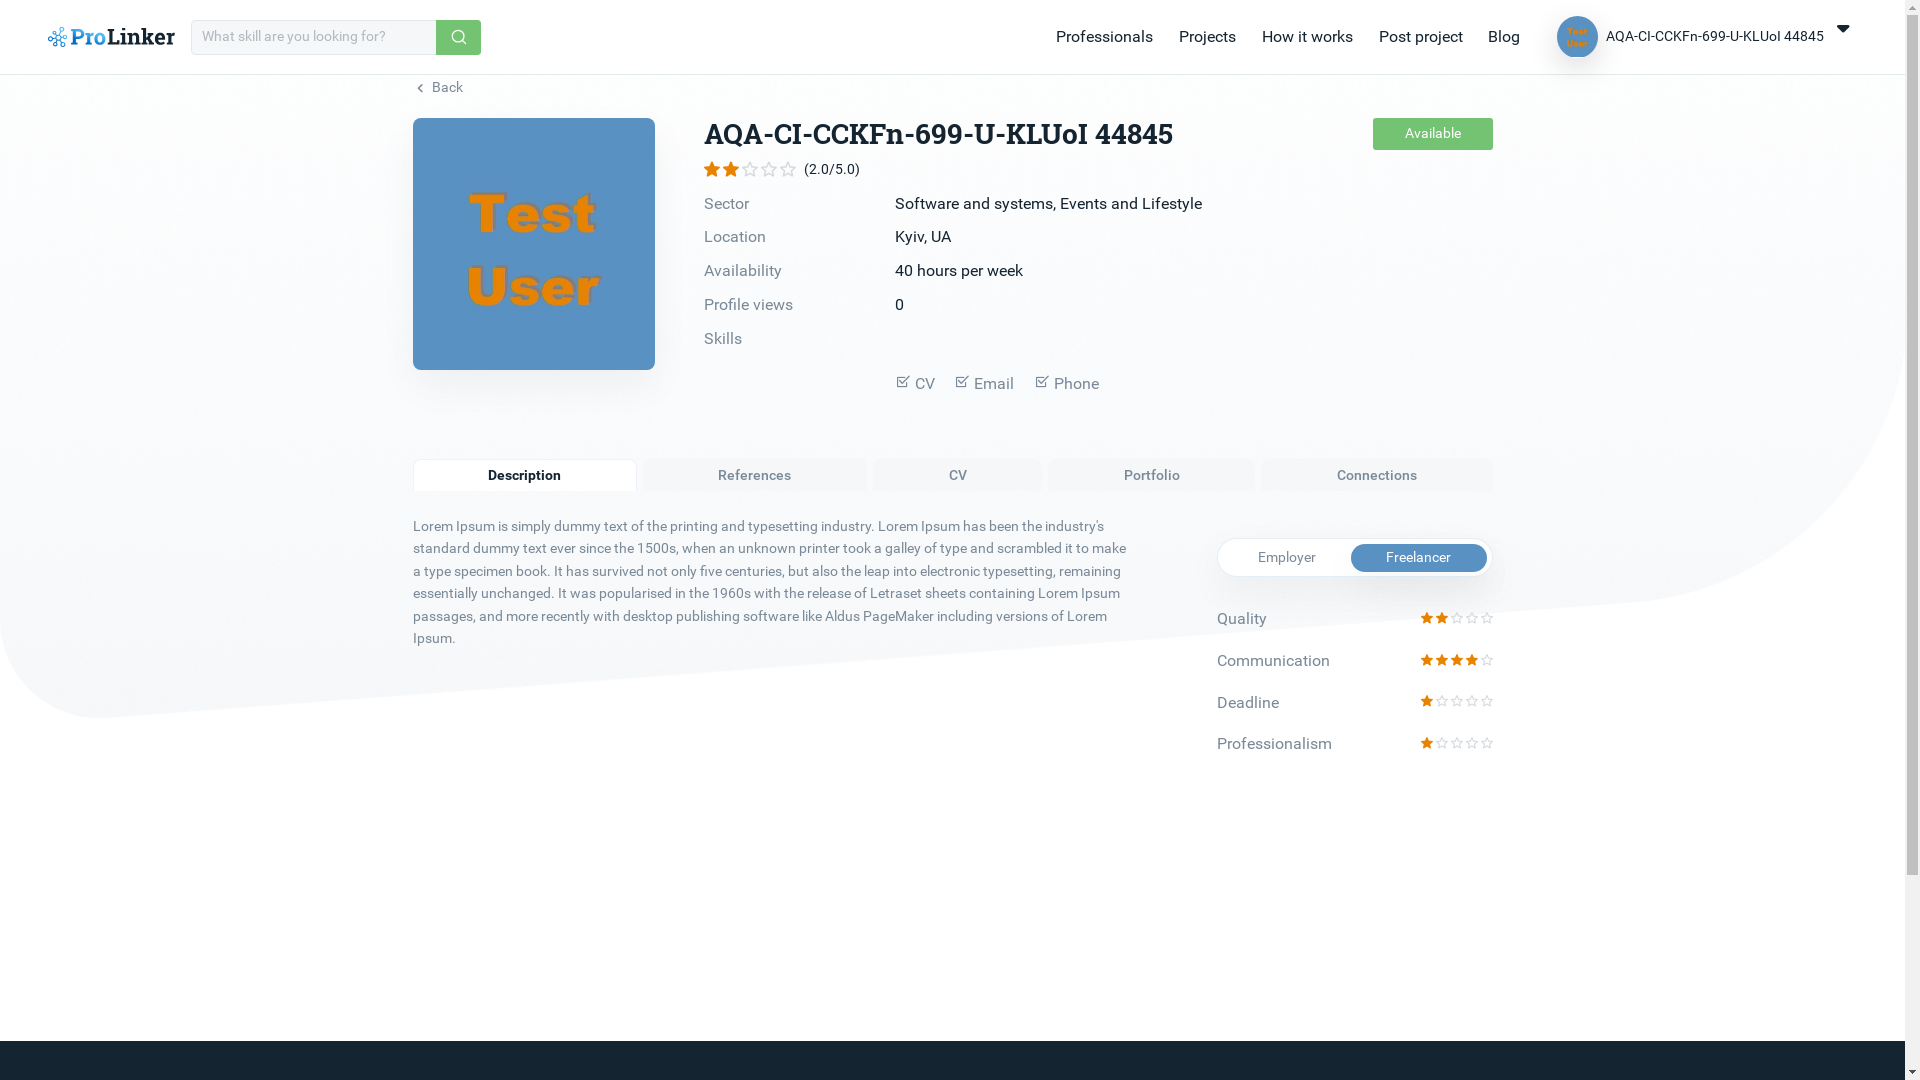 ProLinker
What skill are you looking for?
Professionals
Projects
How it works
Post project
Blog
Test
User
AQA-CI-CCKFn-699-U-KLUoI 44845
Back
Test
User
AQA-CI-CCKFn-699-U-KLUoI 44845
Available
(2.0/5.0)
Sector
Software and systems, Events and Lifestyle
Location
Kyiv, UA
Availability
40 hours per week
Profile views
0
Skills
CV
Email
Phone
Description
References
CV
Portfolio
Connections
Lorem Ipsum is simply dummy text of the printing and typesetting industry. Lorem Ipsum has been the industry's
standard dummy text ever since the 1500s, when an unknown printer took a galley of type and scrambled it to make
a type specimen book. It has survived not only five centuries, but also the leap into electronic typesetting, remaining
essentially unchanged. It was popularised in the 1960s with the release of Letraset sheets containing Lorem Ipsum
passages, and more recently with desktop publishing software like Aldus PageMaker including versions of Lorem
Ipsum.
Employer
Freelancer
Quality
Communication
Deadline
Professionalism